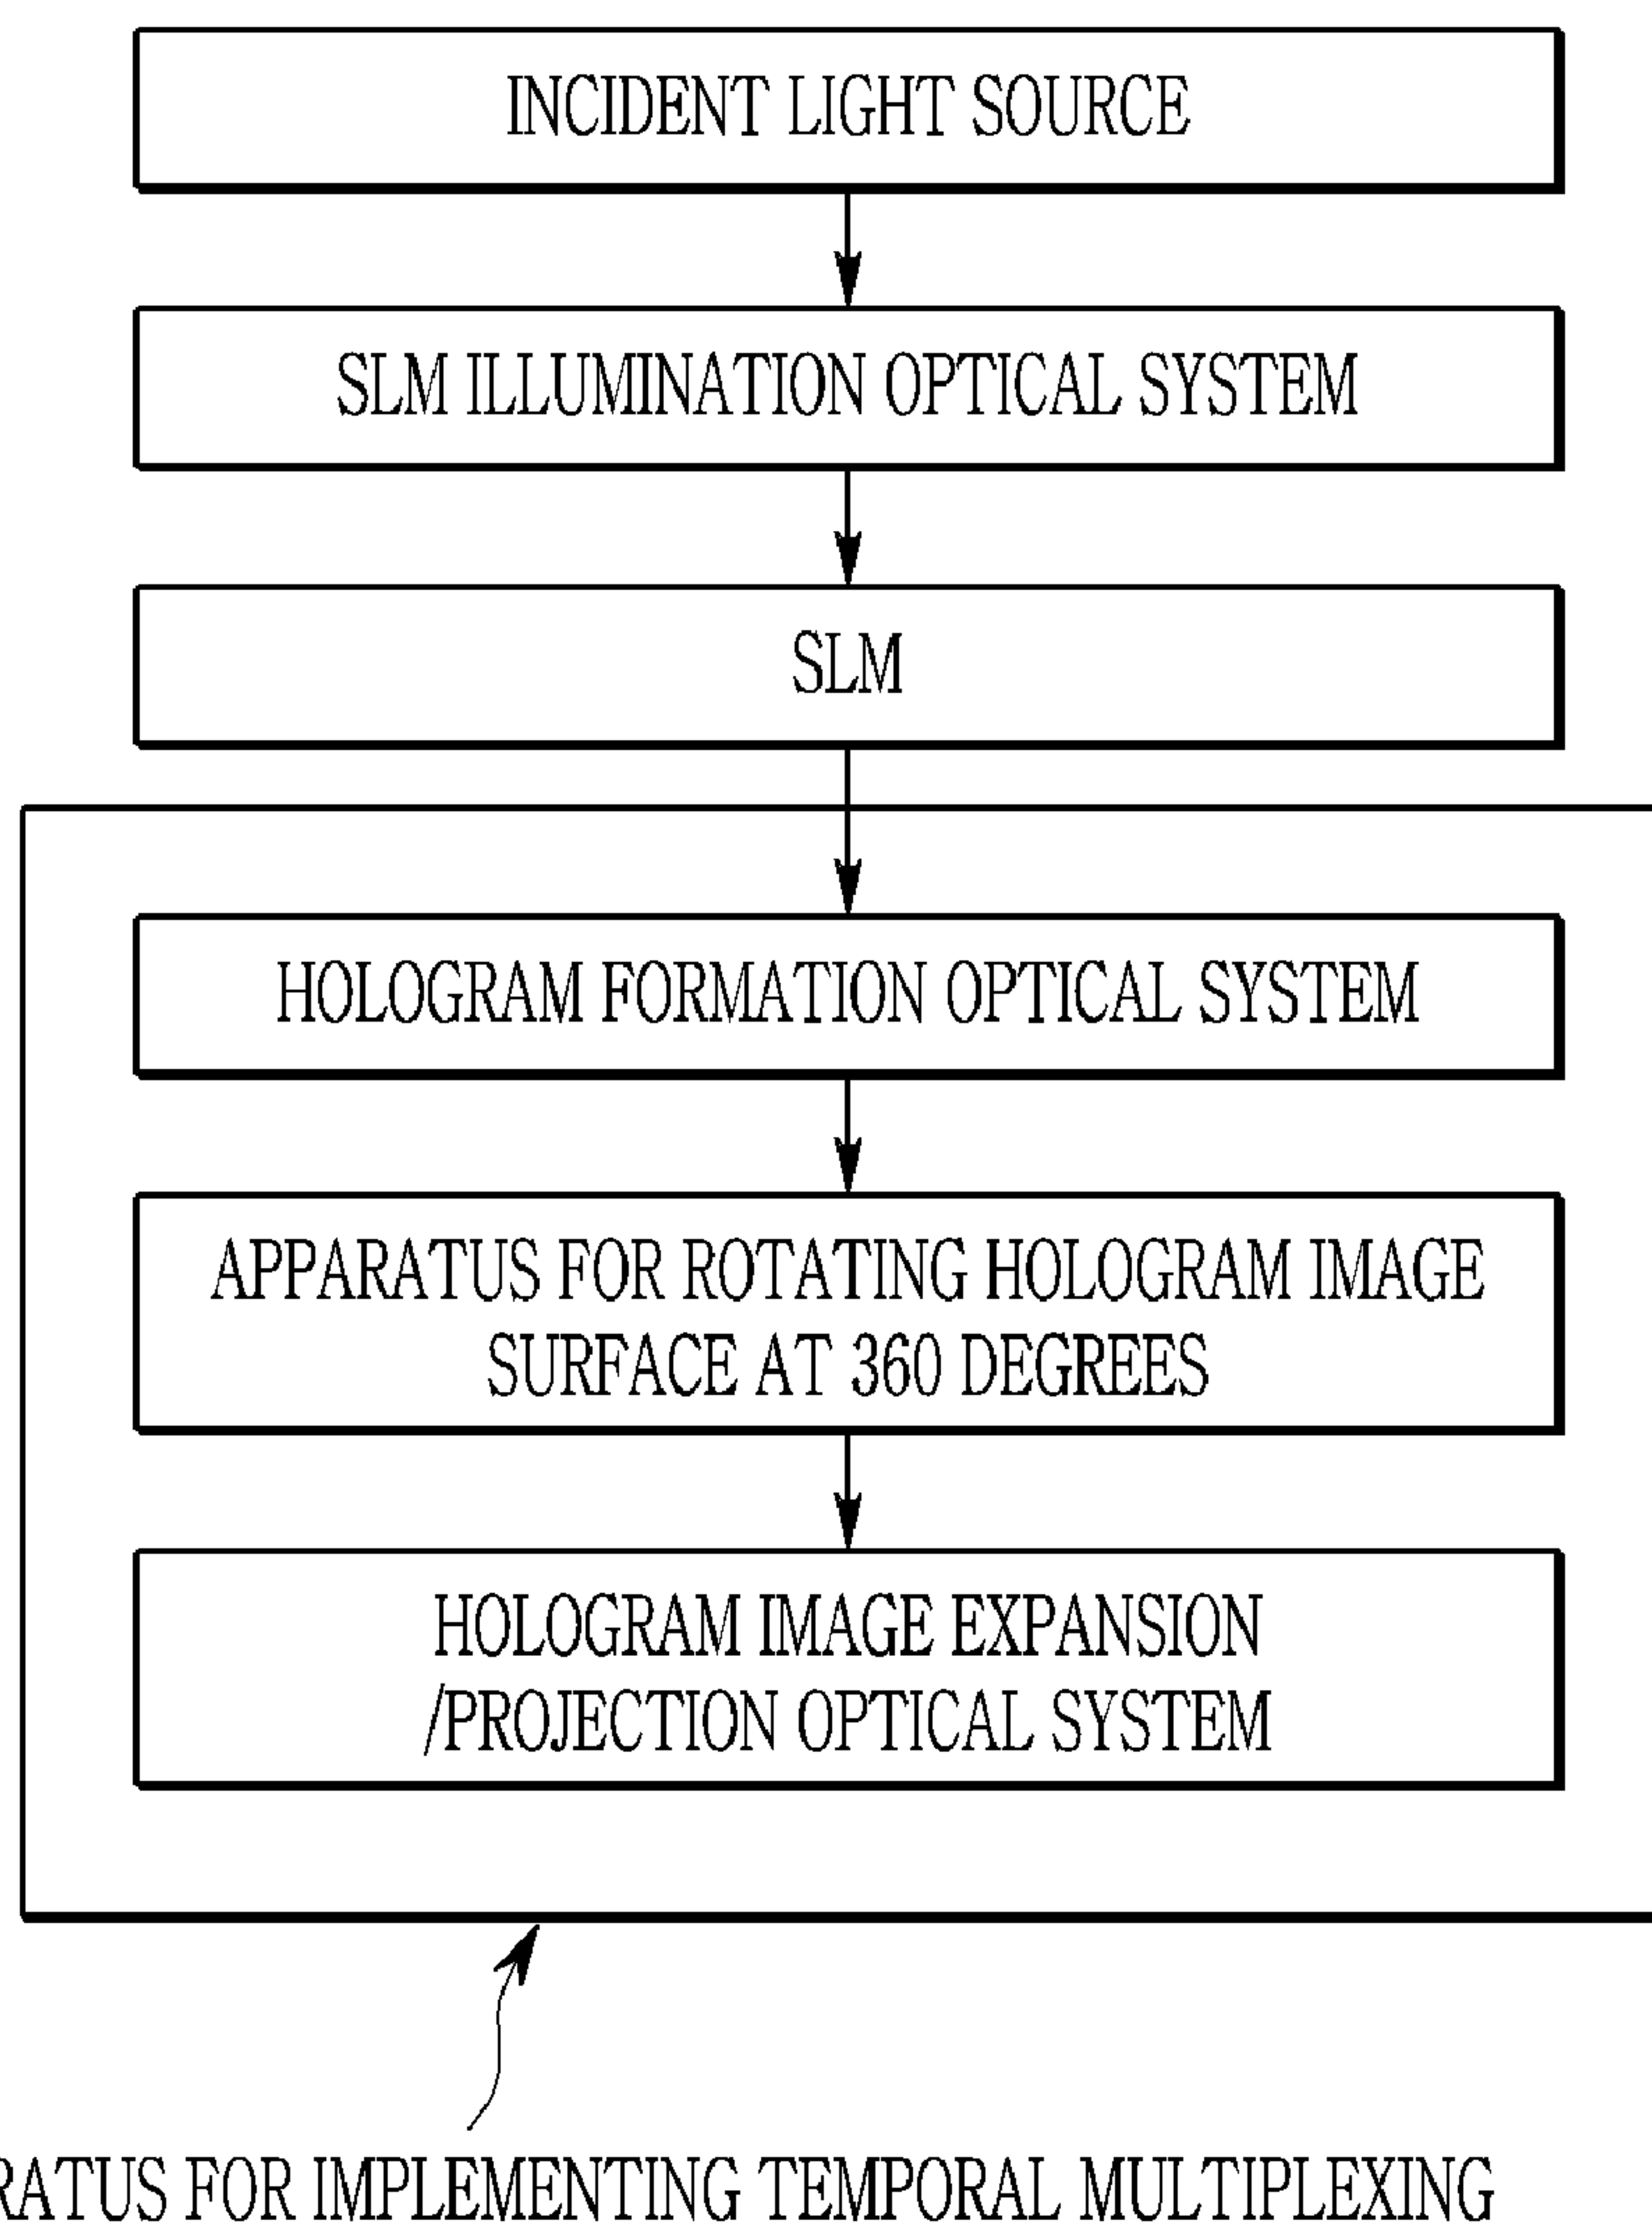 INCIDENT LIGHT SOURCE
SLM ILLUMINATION OPTICAL SYSTEM
SLM
HOLOGRAM FORMATION OPTICAL SYSTEM
APPARATUS FOR ROTATING HOLOGRAM IMAGE
SURFACE AT 360 DEGREES
HOLOGRAM IMAGE EXPANSION
/PROJECTION OPTICAL SYSTEM
RATUS FOR IMPLEMENTING TEMPORAL MULTIPLEXING